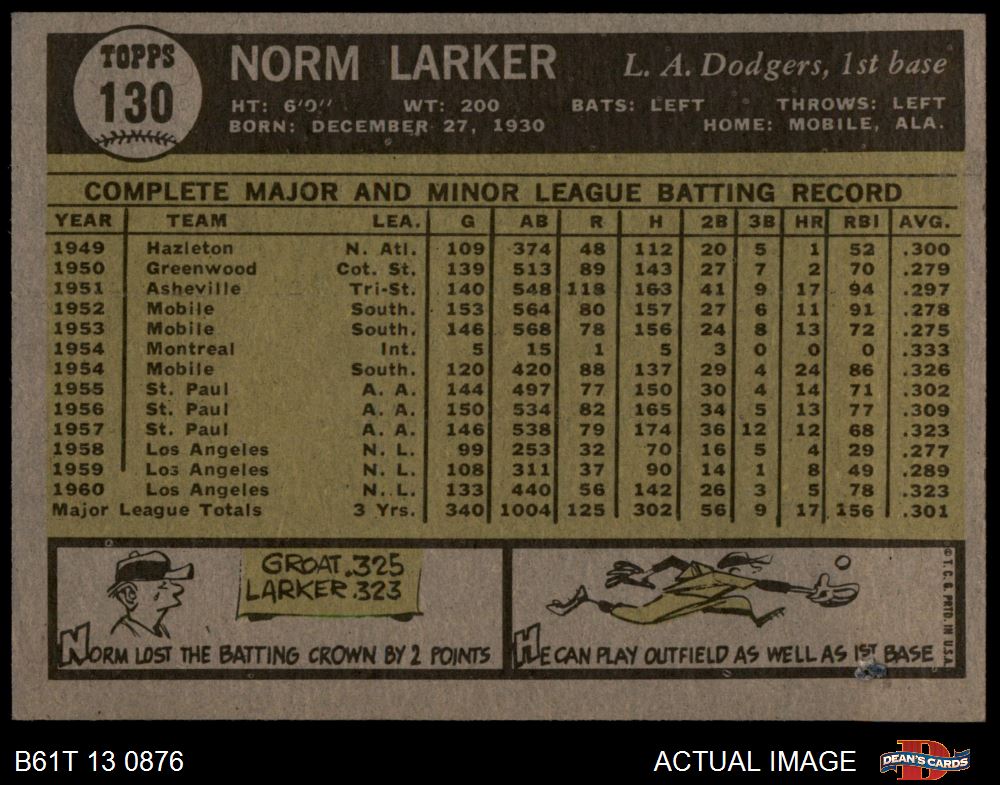 TOPPS
130
NORM LARKER
L. A. Dodgers, 1st base
HT: 6'0" WT: 200 BATS: LEFT THROWS: LEFT
BORN: DECEMBER 27, 1930 HOME: MOBILE, ALA.
COMPLETE MAJOR AND MINOR LEAGUE BATTING RECORD
YEAR TEAM LEA. G AB R H 2B 3B HR RBI AVG.
1949 Hazleton N. Atl. 109 374 48 112 20 5 1 52 .300
1950 Greenwood Cot. St. 139 513 89 143 27 7 2 70 .279
1951 Asheville Tri-St. 140 548 118 163 41 9 17 94 .297
1952 Mobile South. 153 564 80 157 27 6 11 91 .278
1953 Mobile South. 146 568 78 156 24 8 13 72 .275
1954 Montreal Int. 5 15 1 5 3 0 0 0 .333
1954 Mobile South. 120 420 88 137 29 4 24 86 .326
1955 St. Paul A. A. 144 497 77 150 30 4 14 71 .302
1956 St. Paul A. A. 150 534 82 165 34 5 13 77 .309
1957 St. Paul A. A. 146 538 79 174 36 12 12 68 .323
1958 Los Angeles N. L. 99 253 32 70 16 5 4 29 .277
1959 Los Angeles N. L. 108 311 37 90 14 1 8 49 .289
1960 Los Angeles N. L. 133 440 56 142 26 3 5 78 .323
Major League Totals 3 Yrs. 340 1004 125 302 56 9 17 156 .301
GROAT .325
LARKER .323
NORM LOST THE BATTING CROWN BY 2 POINTS
HE CAN PLAY OUTFIELD AS WELL AS 1ST BASE
© T. C. G. PRTD. IN U.S.A.
B61T 13 0876
ACTUAL IMAGE
D
DEAN'S CARDS